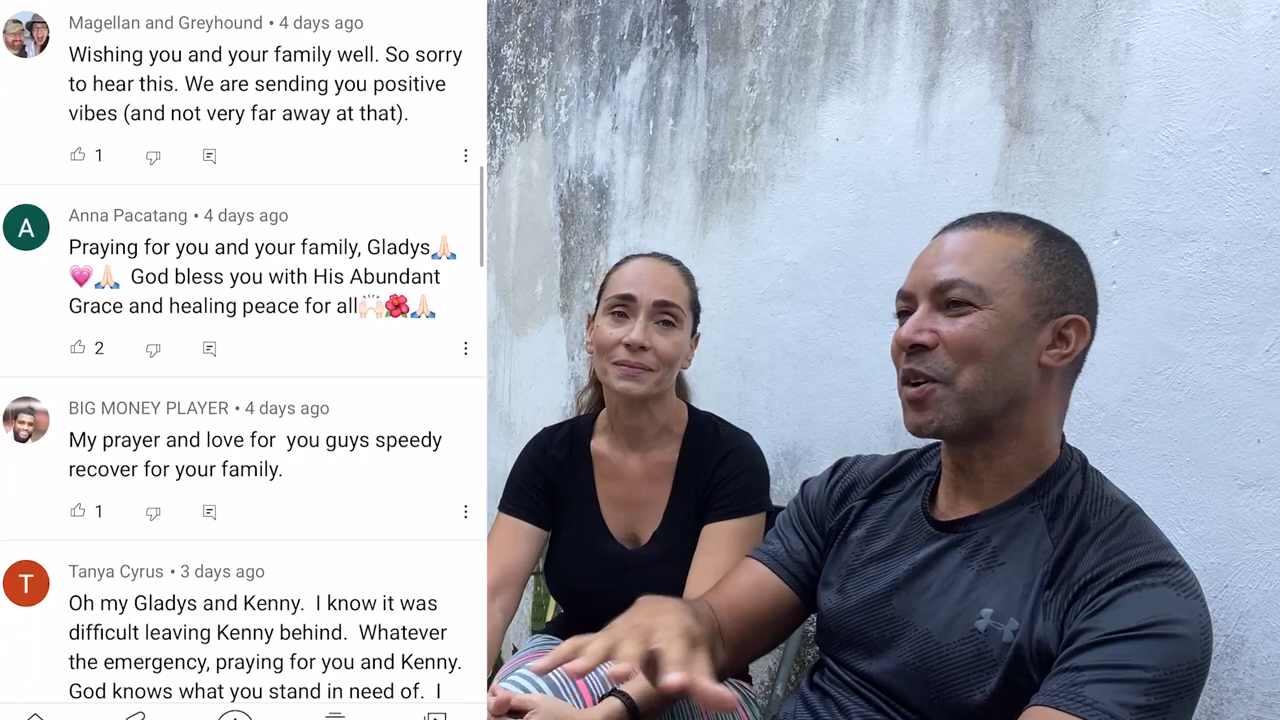 Magellan and Greyhound • 4 days ago
Wishing you and your family well. So sorry
to hear this. We are sending you positive
vibes (and not very far away at that).
1
Anna Pacatang • 4 days ago
A
Praying for you and your family, Gladys🙏🏻
💗🙏🏻 God bless you with His Abundant
Grace and healing peace for all🙌🏻🌺🙏🏻
2
BIG MONEY PLAYER • 4 days ago
My prayer and love for you guys speedy
recover for your family.
1
Tanya Cyrus • 3 days ago
T
Oh my Gladys and Kenny. I know it was
difficult leaving Kenny behind. Whatever
the emergency, praying for you and Kenny.
God knows what you stand in need of. I